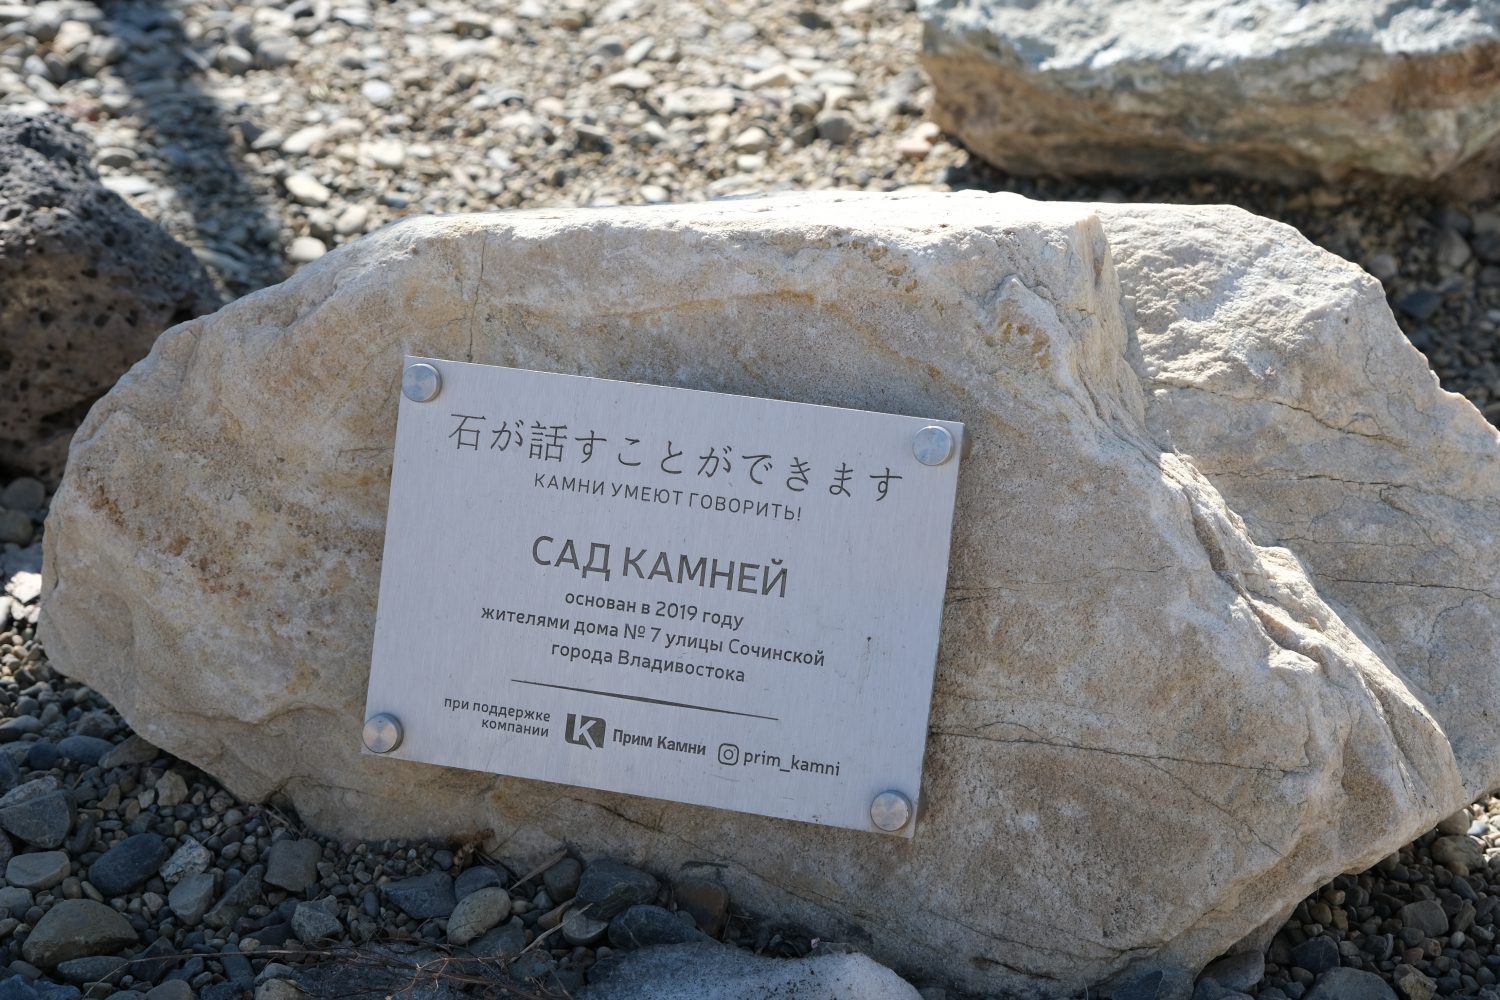 石が話すことができます
КАМНИ УМЕЮТ ГОВОРИТЬ!
САД КАМНЕЙ
основан в 2019 году
жителями дома № 7 улицы Сочинской
города Владивостока
при поддержке
компании
K Прим Камни
prim_kamni